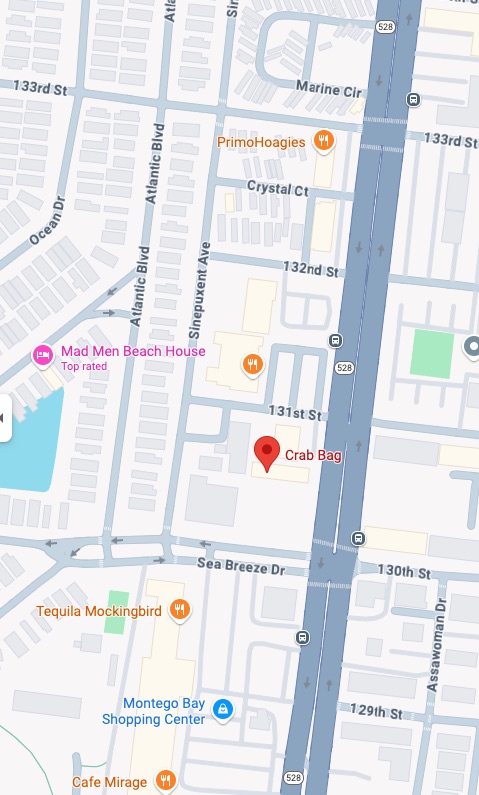 528
Marine Cir
133rd St
133rd St
PrimoHoagies
Atlantic Blvd
Crystal Ct
Ocean Dr
Sinepuxent Ave
132nd St
Atlantic Blvd
Mad Men Beach House
Top rated
528
131st St
Crab Bag
Sea Breeze Dr
130th St
Tequila Mockingbird
Assawoman Dr
Montego Bay
Shopping Center
129th St
Cafe Mirage
528